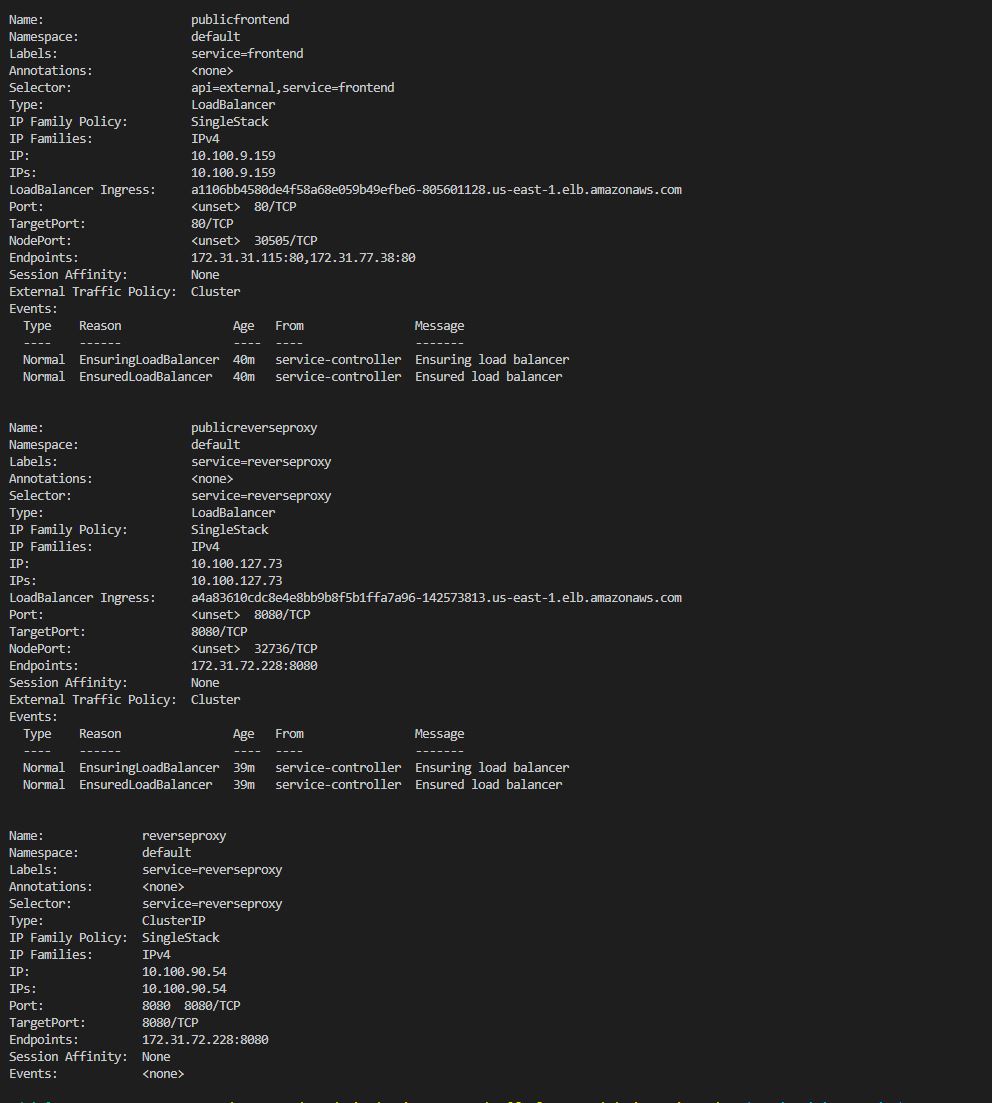 Name: publicfrontend
Namespace: default
Labels: service=frontend
Annotations: <none>
Selector: api=external,service=frontend
Type: LoadBalancer
IP Family Policy: SingleStack
IP Families: IPv4
IP: 10.100.9.159
IPs: 10.100.9.159
LoadBalancer Ingress: a1106bb4580de4f58a68e059b49efbe6-805601128.us-east-1.elb.amazonaws.com
Port: <unset> 80/TCP
TargetPort: 80/TCP
NodePort: <unset> 30505/TCP
Endpoints: 172.31.31.115:80,172.31.77.38:80
Session Affinity: None
External Traffic Policy: Cluster
Events:
Type Reason Age From Message
---- ------ ---- ---- -------
Normal EnsuringLoadBalancer 40m service-controller Ensuring load balancer
Normal EnsuredLoadBalancer 40m service-controller Ensured load balancer
Name: publicreverseproxy
Namespace: default
Labels: service=reverseproxy
Annotations: <none>
Selector: service=reverseproxy
Type: LoadBalancer
IP Family Policy: SingleStack
IP Families: IPv4
IP: 10.100.127.73
IPs: 10.100.127.73
LoadBalancer Ingress: a4a83610cdc8e4e8bb9b8f5b1ffa7a96-142573813.us-east-1.elb.amazonaws.com
Port: <unset> 8080/TCP
TargetPort: 8080/TCP
NodePort: <unset> 32736/TCP
Endpoints: 172.31.72.228:8080
Session Affinity: None
External Traffic Policy: Cluster
Events:
Type Reason Age From Message
---- ------ ---- ---- -------
Normal EnsuringLoadBalancer 39m service-controller Ensuring load balancer
Normal EnsuredLoadBalancer 39m service-controller Ensured load balancer
Name: reverseproxy
Namespace: default
Labels: service=reverseproxy
Annotations: <none>
Selector: service=reverseproxy
Type: ClusterIP
IP Family Policy: SingleStack
IP Families: IPv4
IP: 10.100.90.54
IPs: 10.100.90.54
Port: 8080 8080/TCP
TargetPort: 8080/TCP
Endpoints: 172.31.72.228:8080
Session Affinity: None
Events: <none>